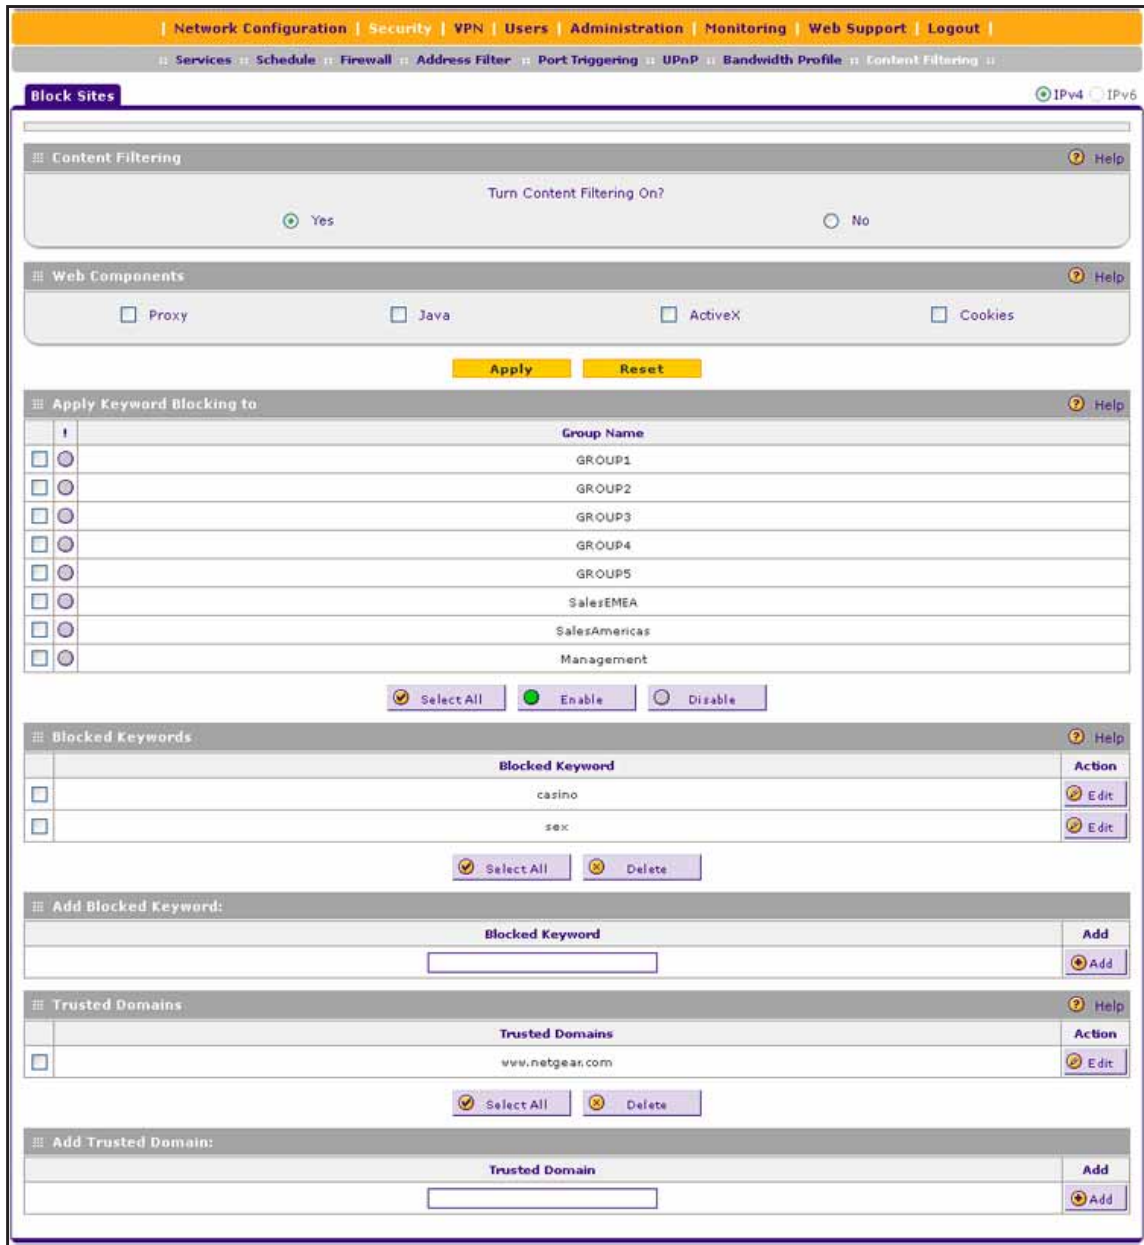 | Network Configuration | Security | VPN | Users | Administration | Monitoring | Web Support | Logout |
:: Services :: Schedule :: Firewall :: Address Filter :: Port Triggering :: UPnP :: Bandwidth Profile :: Content Filtering ::
Block Sites IPv4 IPv6
Content Filtering ? Help
Turn Content Filtering On?
Yes No
Web Components ? Help
Proxy Java ActiveX Cookies
Apply Reset
Apply Keyword Blocking to ? Help
! Group Name
GROUP1
GROUP2
GROUP3
GROUP4
GROUP5
SalesEMEA
SalesAmericas
Management
Select All Enable Disable
Blocked Keywords ? Help
Blocked Keyword Action
casino Edit
sex Edit
Select All Delete
Add Blocked Keyword:
Blocked Keyword Add
Add
Trusted Domains ? Help
Trusted Domains Action
www.netgear.com Edit
Select All Delete
Add Trusted Domain:
Trusted Domain Add
Add